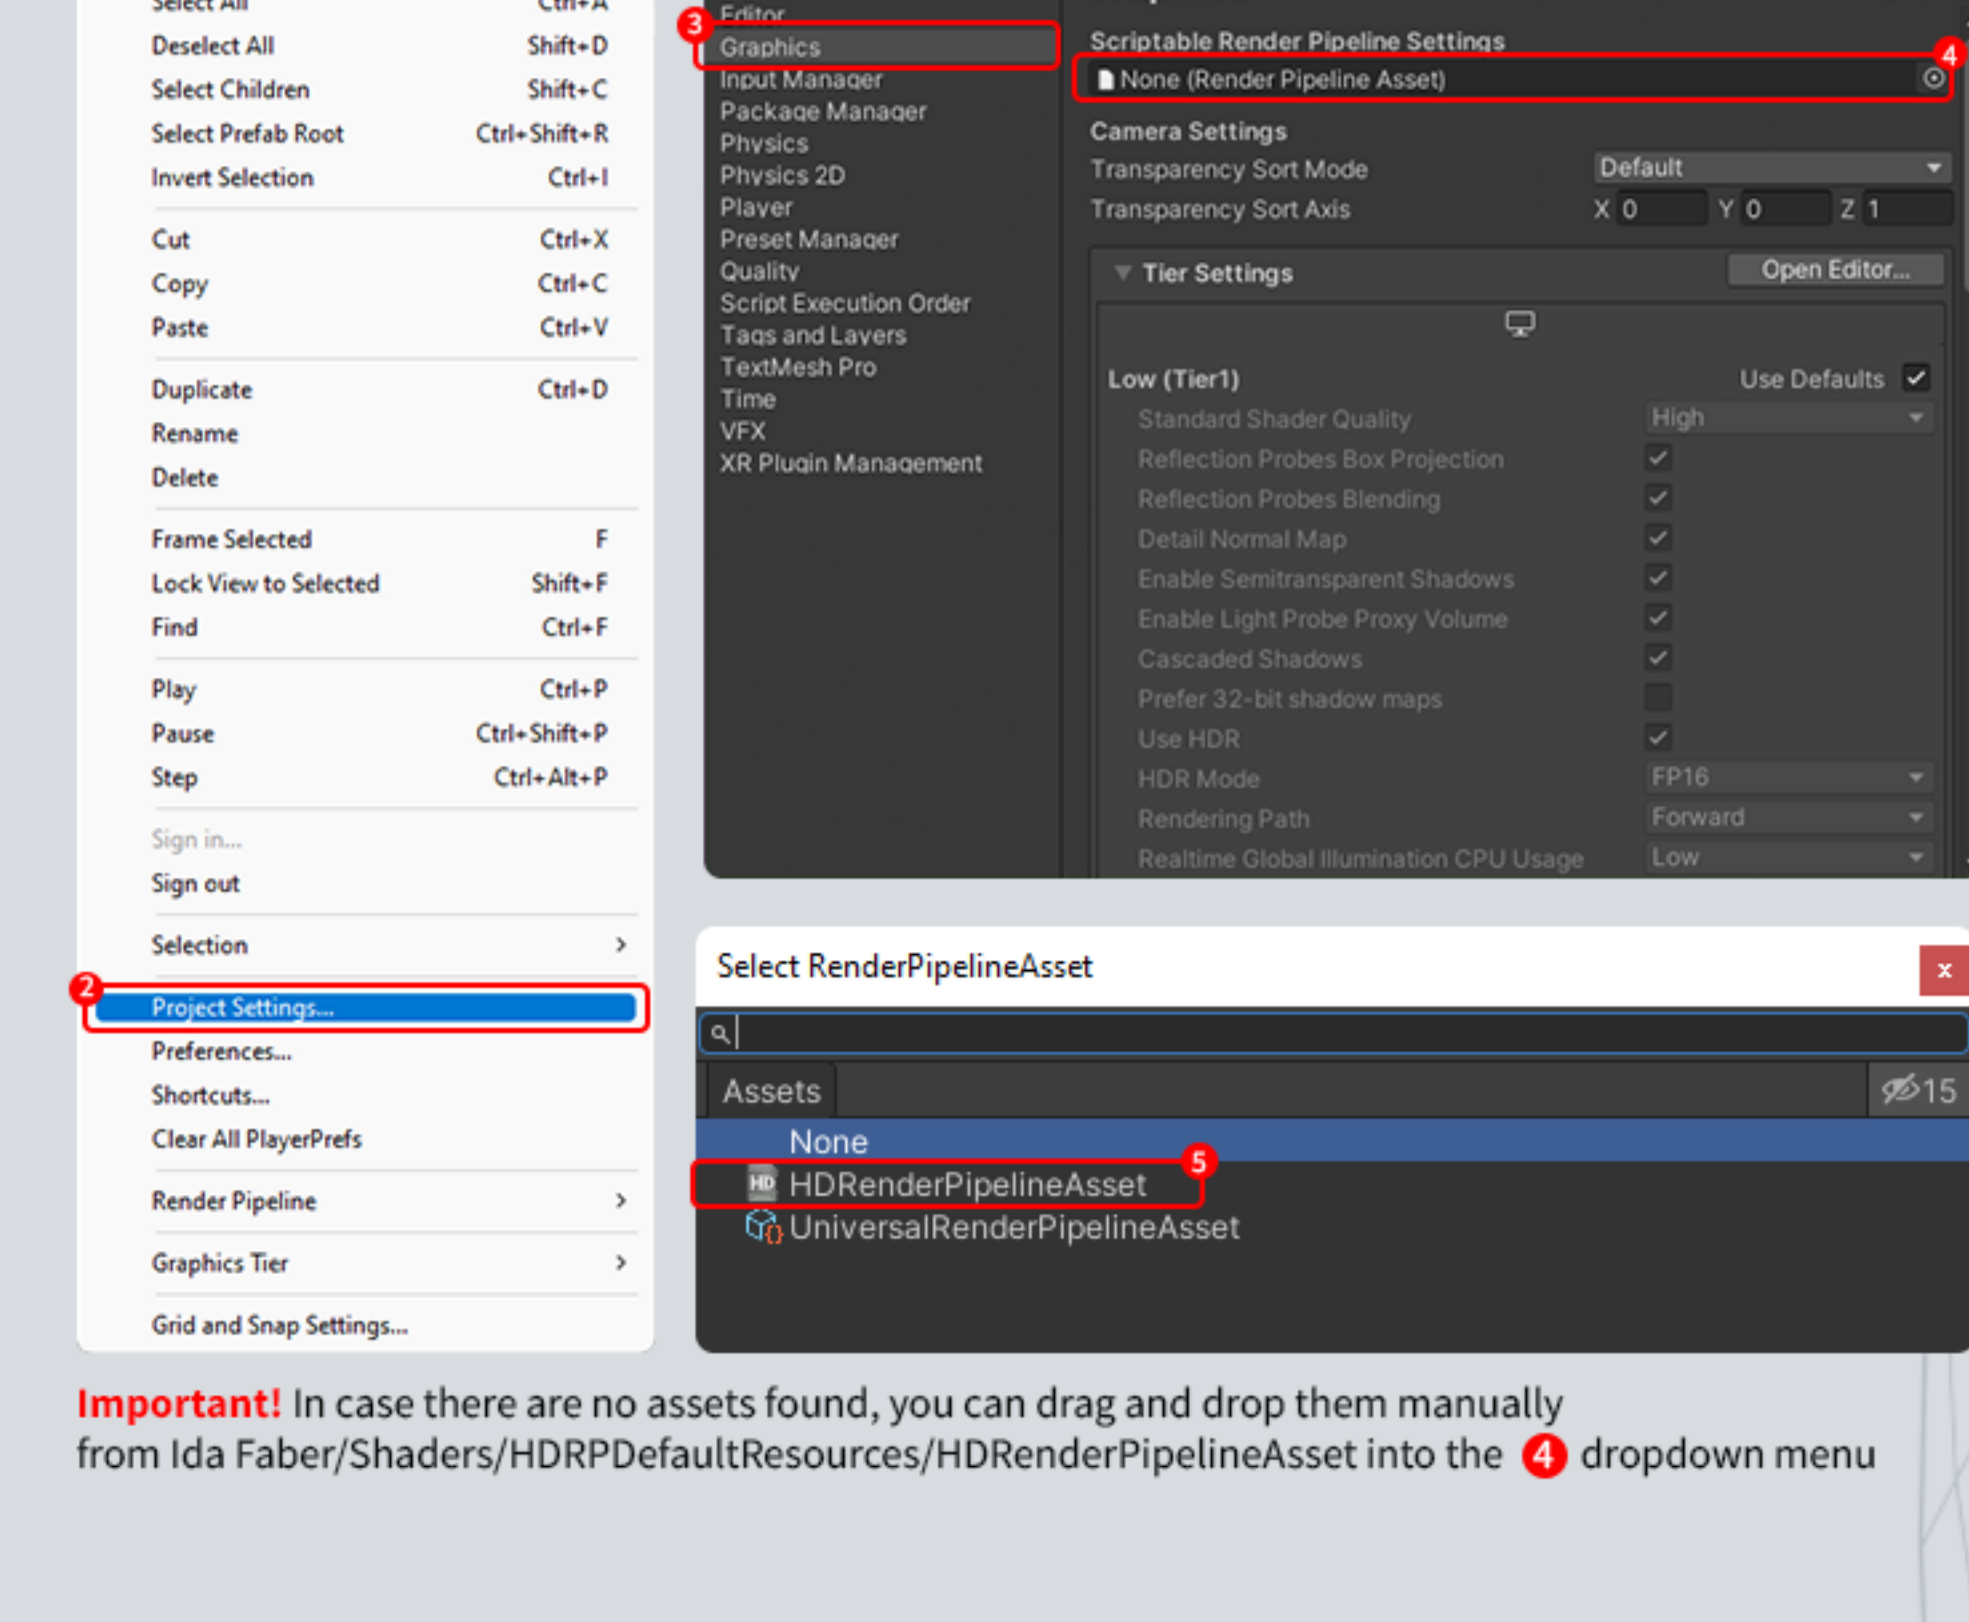 Select All Ctrl+A
Deselect All Shift+D
Select Children Shift+C
Select Prefab Root Ctrl+Shift+R
Invert Selection Ctrl+I
Cut Ctrl+X
Copy Ctrl+C
Paste Ctrl+V
Duplicate Ctrl+D
Rename
Delete
Frame Selected F
Lock View to Selected Shift+F
Find Ctrl+F
Play Ctrl+P
Pause Ctrl+Shift+P
Step Ctrl+Alt+P
Sign in...
Sign out
Selection >
2
Project Settings...
Preferences...
Shortcuts...
Clear All PlayerPrefs
Render Pipeline >
Graphics Tier >
Grid and Snap Settings...
Editor
3
Graphics
Input Manager
Package Manager
Physics
Physics 2D
Player
Preset Manager
Quality
Script Execution Order
Tags and Layers
TextMesh Pro
Time
VFX
XR Plugin Management
Scriptable Render Pipeline Settings
4
None (Render Pipeline Asset)
Camera Settings
Transparency Sort Mode Default
Transparency Sort Axis X 0 Y 0 Z 1
Tier Settings Open Editor...
Low (Tier1) Use Defaults
Standard Shader Quality High
Reflection Probes Box Projection
Reflection Probes Blending
Detail Normal Map
Enable Semitransparent Shadows
Enable Light Probe Proxy Volume
Cascaded Shadows
Prefer 32-bit shadow maps
Use HDR
HDR Mode FP16
Rendering Path Forward
Realtime Global Illumination CPU Usage Low
Select RenderPipelineAsset x
Assets 15
None
5
HD HDRenderPipelineAsset
UniversalRenderPipelineAsset
Important! In case there are no assets found, you can drag and drop them manually
from Ida Faber/Shaders/HDRPDefaultResources/HDRenderPipelineAsset into the 4 dropdown menu